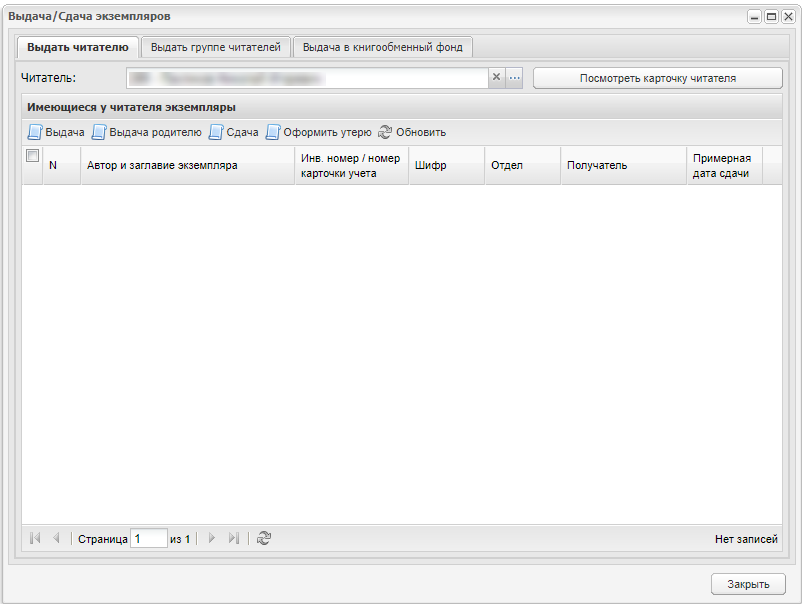 Выдача/Сдача экземпляров
Выдать читателю Выдать группе читателей Выдача в книгообменный фонд
Читатель: Посмотреть карточку читателя
Имеющиеся у читателя экземпляры
Выдача Выдача родителю Сдача Оформить утерю Обновить
N Автор и заглавие экземпляра Инв. номер / номер карточки учета Шифр Отдел Получатель Примерная дата сдачи
Страница 1 из 1 Нет записей
Закрыть